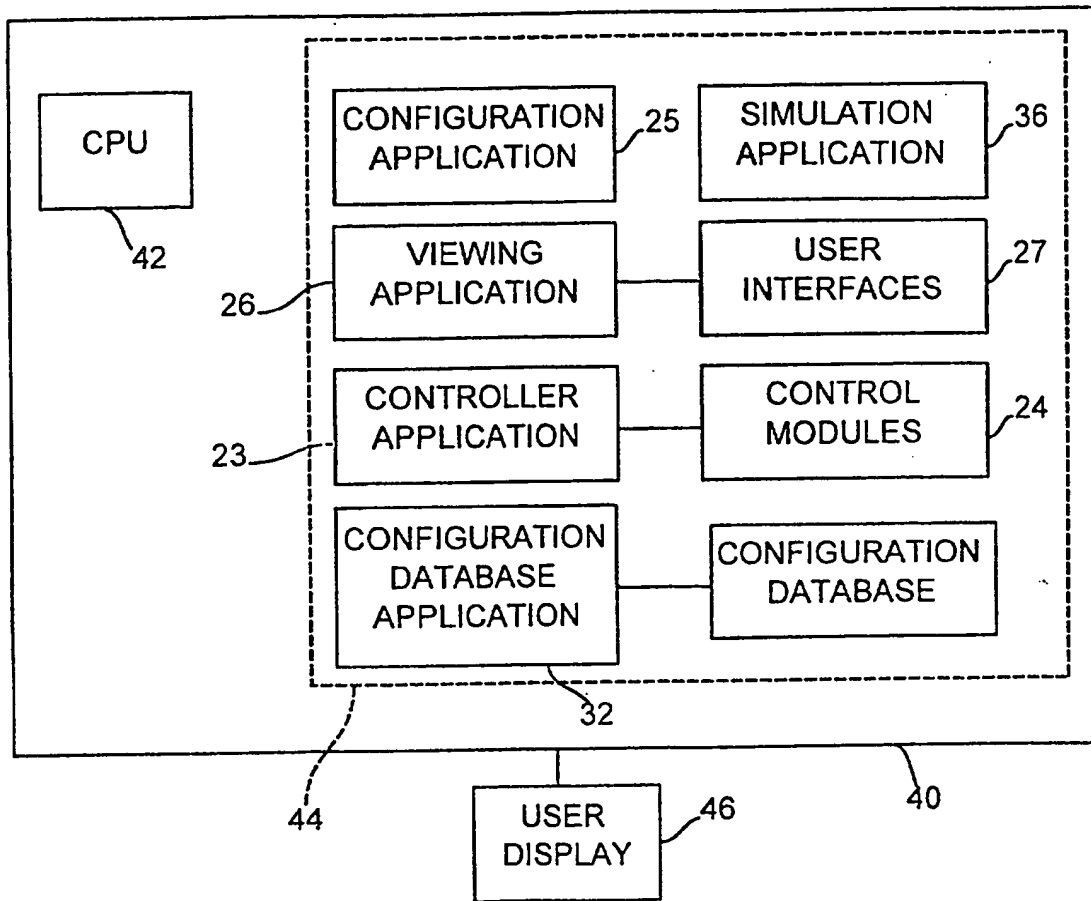 CPU
42
CONFIGURATION
APPLICATION
25
SIMULATION
APPLICATION
36
VIEWING
APPLICATION
26
USER
INTERFACES
27
CONTROLLER
APPLICATION
23
CONTROL
MODULES
24
CONFIGURATION
DATABASE
APPLICATION
32
CONFIGURATION
DATABASE
44
40
USER
DISPLAY
46